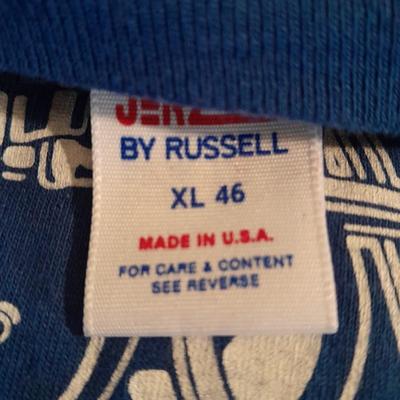 BY RUSSELL
XL 46
MADE IN U.S.A.
FOR CARE & CONTENT
SEE REVERSE